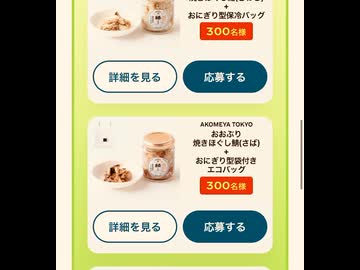 +
おにぎり型保冷バッグ
300名様
詳細を見る
応募する
AKOMEYA TOKYO
おおぶり
焼きほぐし鯖(さば)
+
おにぎり型袋付き
エコバッグ
300名様
詳細を見る
応募する